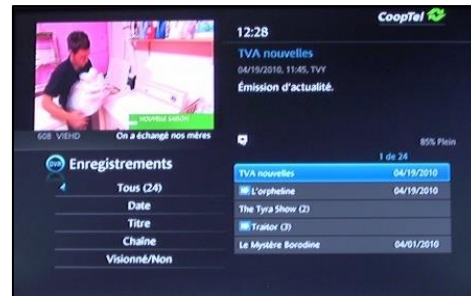 CoopTel
12:28
TVA nouvelles
04/19/2010, 11:45, TVY
Émission d'actualité.
NOUVELLE SAISON
608 VIEHD On a échangé nos mères
85% Plein
1 de 24
DVR Enregistrements
Tous (24)
Date
Titre
Chaîne
Visionné/Non
TVA nouvelles 04/19/2010
L'orpheline 04/19/2010
The Tyra Show (2)
Traitor (3)
Le Mystère Borodine 04/01/2010